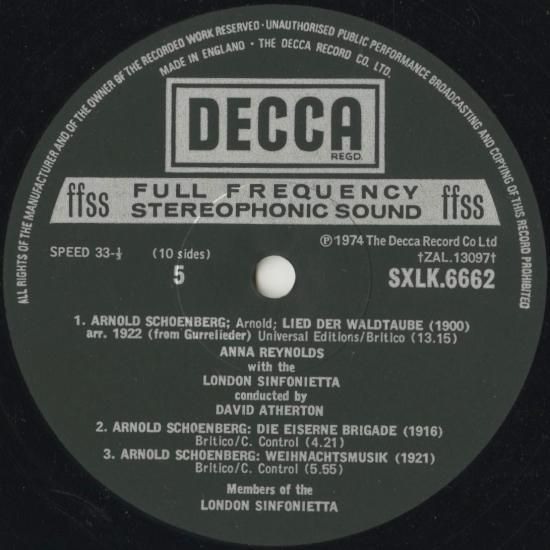 ALL RIGHTS OF THE MANUFACTURER AND OF THE OWNER OF THE RECORDED WORK RESERVED · UNAUTHORISED PUBLIC PERFORMANCE BROADCASTING AND COPYING OF THIS RECORD PROHIBITED
MADE IN ENGLAND · THE DECCA RECORD CO. LTD.
DECCA
REGD.
ffss FULL FREQUENCY STEREOPHONIC SOUND ffss
SPEED 33-⅓ (10 sides) ℗ 1974 The Decca Record Co Ltd
†ZAL.13097†
5 SXLK.6662
1. ARNOLD SCHOENBERG; Arnold; LIED DER WALDTAUBE (1900)
arr. 1922 (from Gurrelieder) Universal Editions/Britico (13.15)
ANNA REYNOLDS
with the
LONDON SINFONIETTA
conducted by
DAVID ATHERTON
2. ARNOLD SCHOENBERG: DIE EISERNE BRIGADE (1916)
Britico/C. Control (4.21)
3. ARNOLD SCHOENBERG: WEIHNACHTSMUSIK (1921)
Britico/C. Control (5.55)
Members of the
LONDON SINFONIETTA